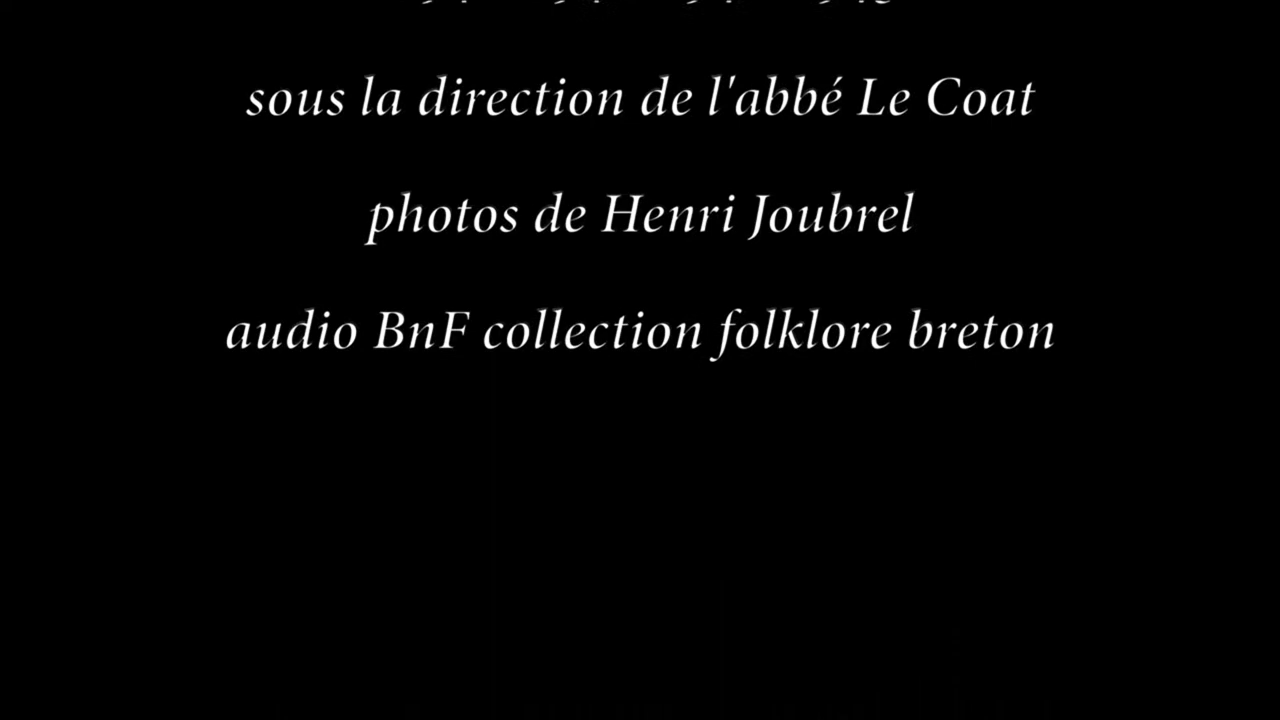 sous la direction de l'abbé Le Coat
photos de Henri Joubrel
audio BnF collection folklore breton